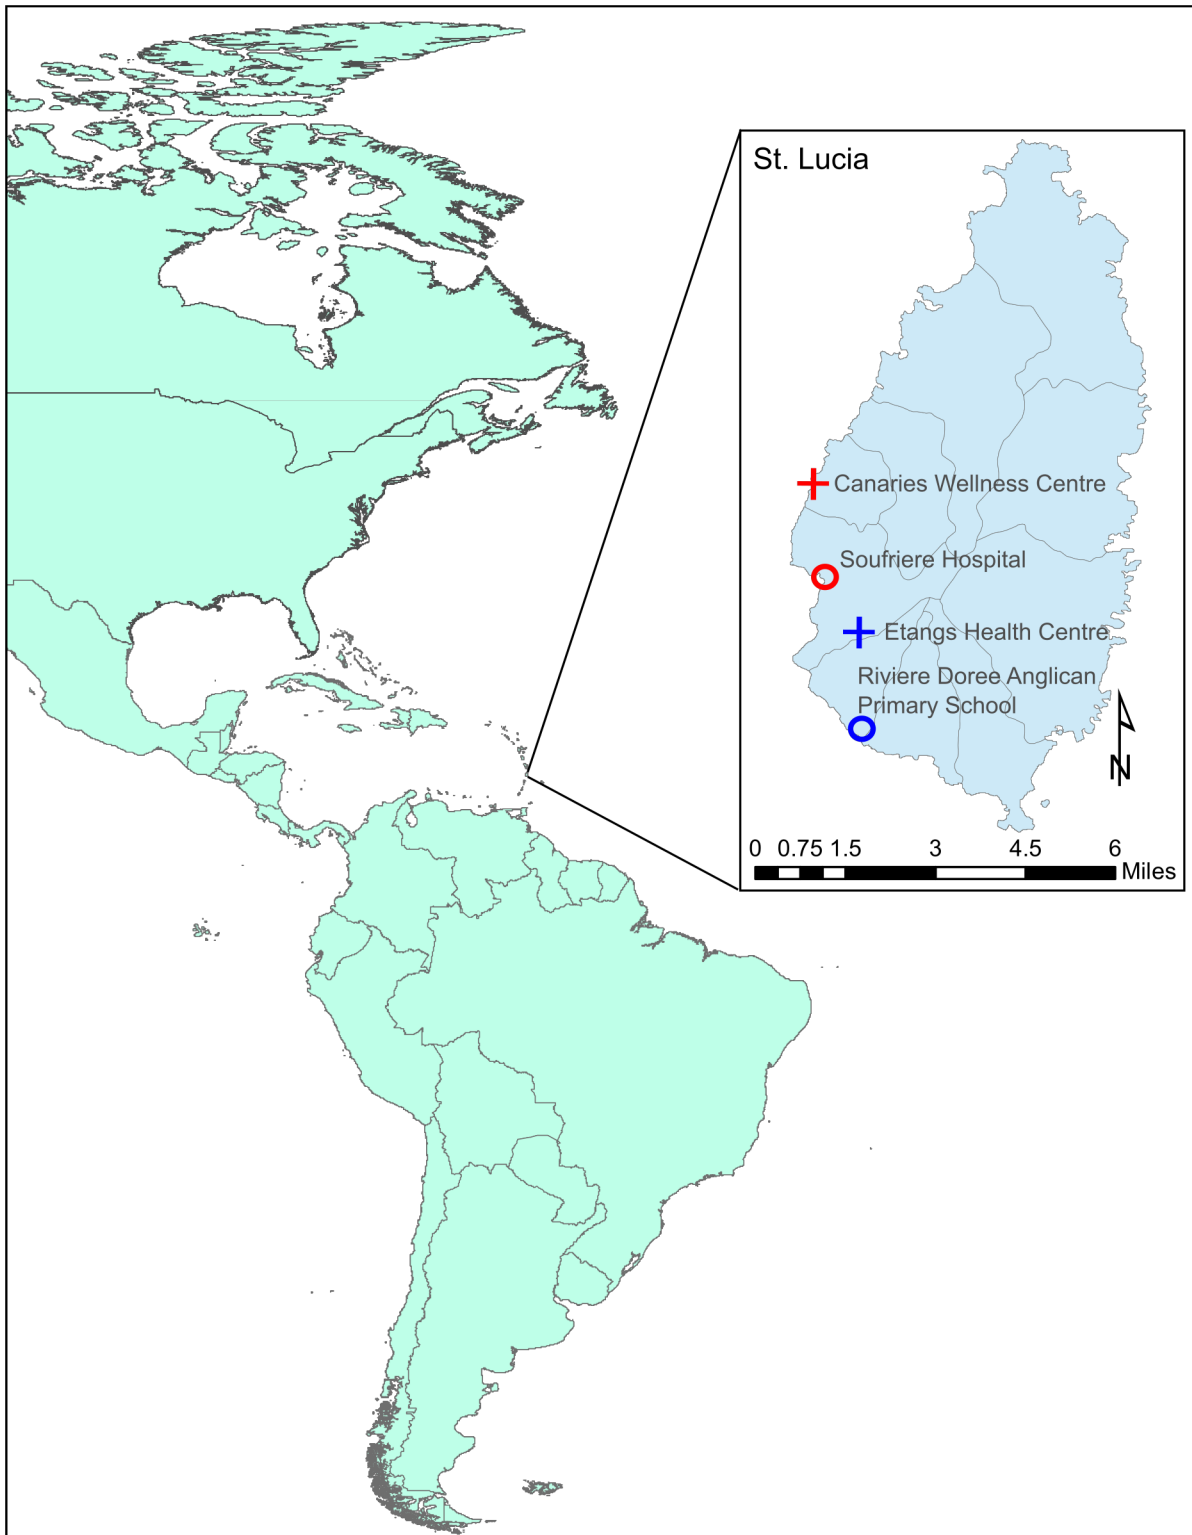 St. Lucia
Canaries Wellness Centre
Soufriere Hospital
Etangs Health Centre
Riviere Doree Anglican
Primary School
N
0 0.75 1.5 3 4.5 6
Miles